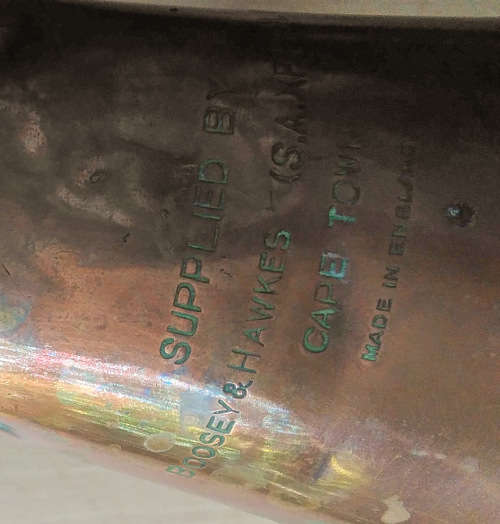 SUPPLIED BY
BOOSEY & HAWKES - (S.A.)
CAPE TOWN
MADE IN ENGLAND